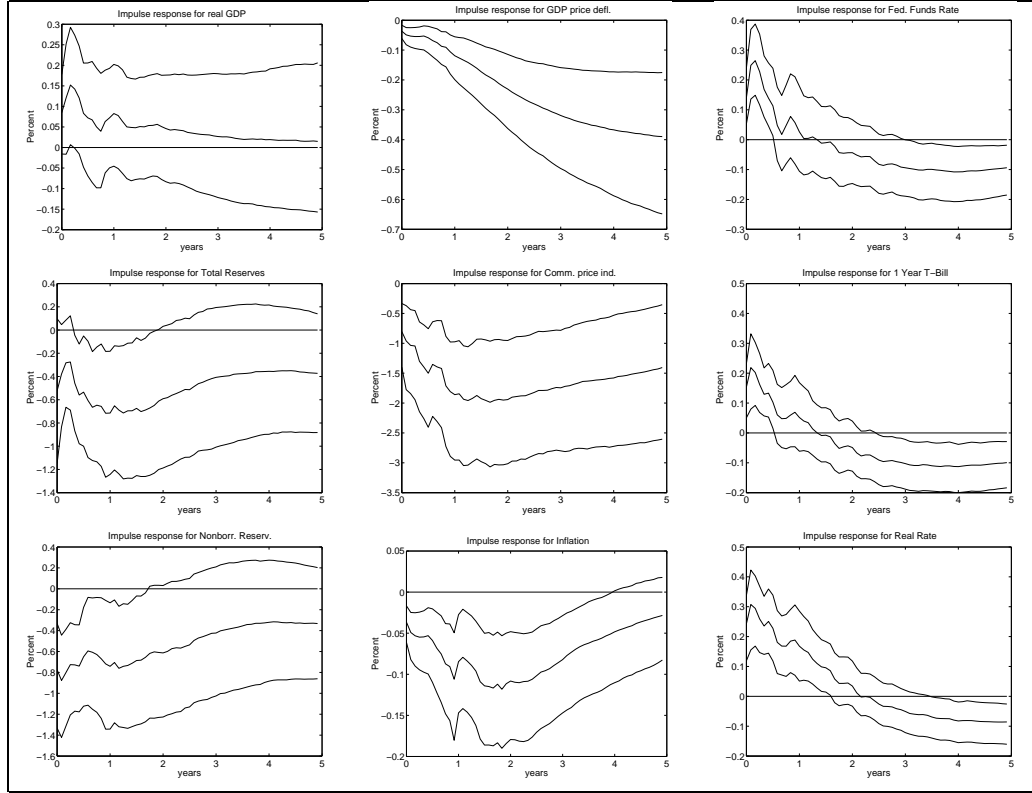 Impulse response for real GDP
Percent
0.3
0.25
0.2
0.15
0.1
0.05
0
−0.05
−0.1
−0.15
−0.2
0 1 2 3 4 5
years
Impulse response for GDP price defl.
Percent
0
−0.1
−0.2
−0.3
−0.4
−0.5
−0.6
−0.7
0 1 2 3 4 5
years
Impulse response for Fed. Funds Rate
Percent
0.4
0.3
0.2
0.1
0
−0.1
−0.2
−0.3
0 1 2 3 4 5
years
Impulse response for Total Reserves
Percent
0.4
0.2
0
−0.2
−0.4
−0.6
−0.8
−1
−1.2
−1.4
0 1 2 3 4 5
years
Impulse response for Comm. price ind.
Percent
0
−0.5
−1
−1.5
−2
−2.5
−3
−3.5
0 1 2 3 4 5
years
Impulse response for 1 Year T−Bill
Percent
0.5
0.4
0.3
0.2
0.1
0
−0.1
−0.2
0 1 2 3 4 5
years
Impulse response for Nonborr. Reserv.
Percent
0.4
0.2
0
−0.2
−0.4
−0.6
−0.8
−1
−1.2
−1.4
−1.6
0 1 2 3 4 5
years
Impulse response for Inflation
Percent
0.05
0
−0.05
−0.1
−0.15
−0.2
0 1 2 3 4 5
years
Impulse response for Real Rate
Percent
0.5
0.4
0.3
0.2
0.1
0
−0.1
−0.2
0 1 2 3 4 5
years